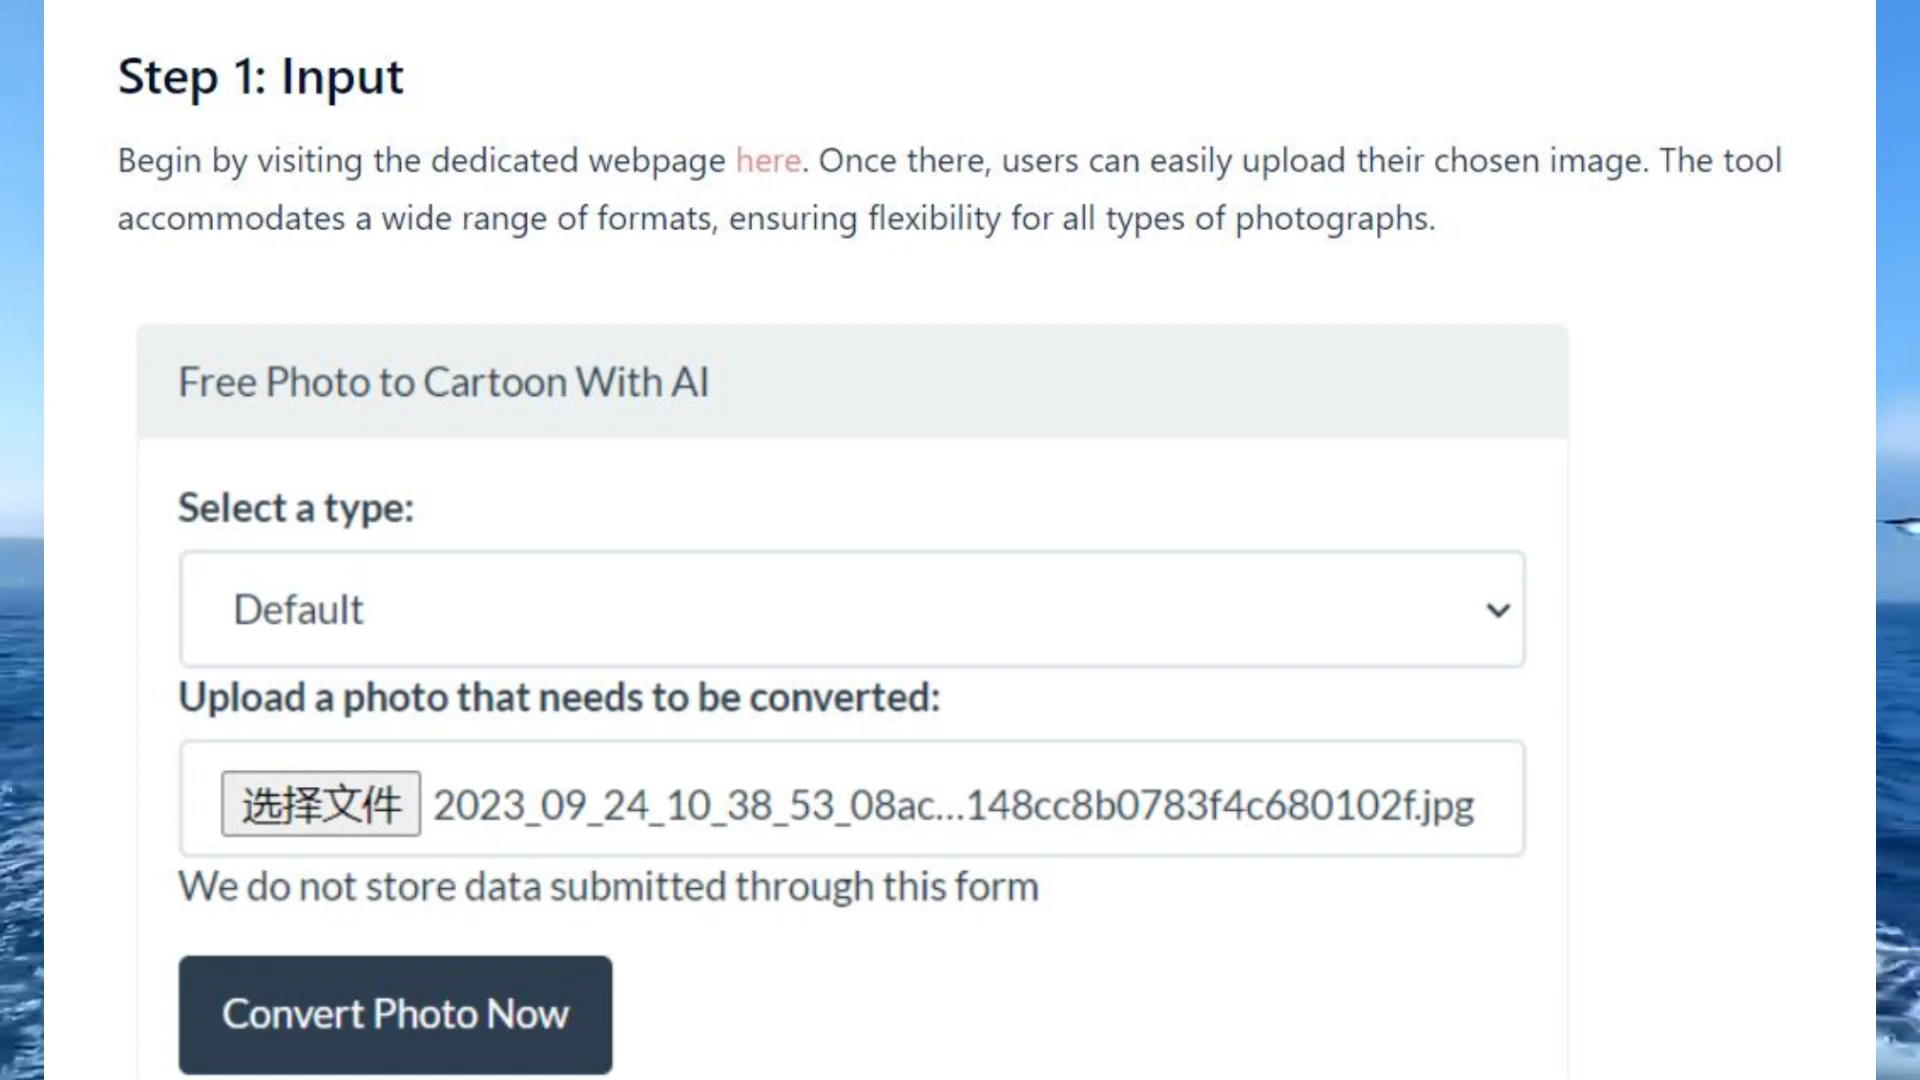 Step 1: Input
Begin by visiting the dedicated webpage here. Once there, users can easily upload their chosen image. The tool
accommodates a wide range of formats, ensuring flexibility for all types of photographs.
Free Photo to Cartoon With AI
Select a type:
Default
Upload a photo that needs to be converted:
选择文件 2023_09_24_10_38_53_08ac...148cc8b0783f4c680102f.jpg
We do not store data submitted through this form
Convert Photo Now